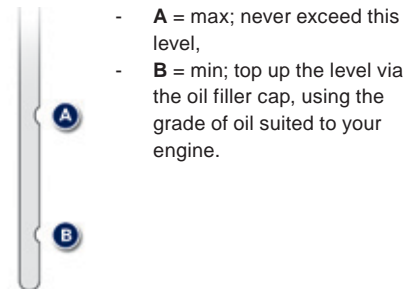 - A = max; never exceed this
level,
- B = min; top up the level via
the oil filler cap, using the
grade of oil suited to your
engine.
A
B